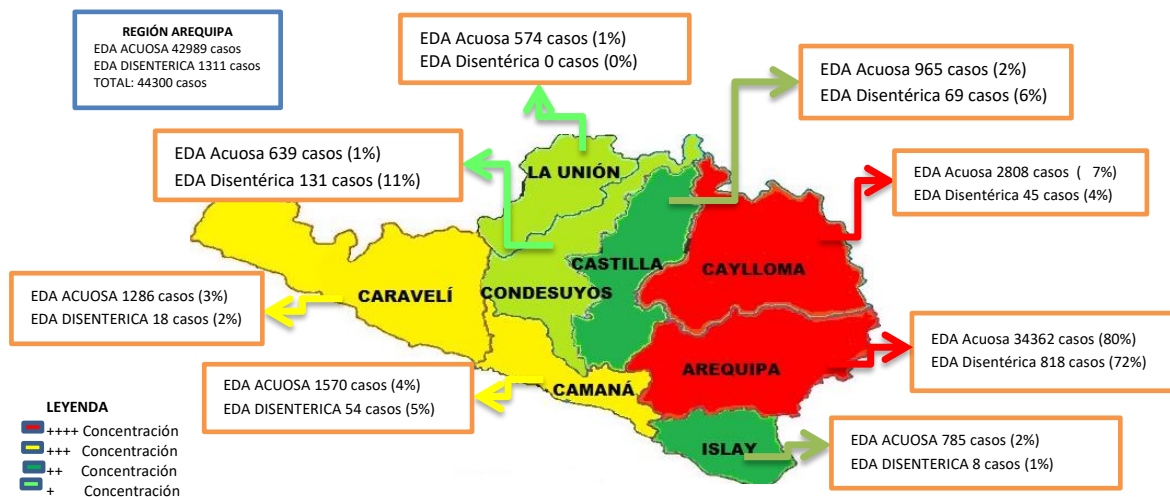 REGIÓN AREQUIPA
EDA ACUOSA 42989 casos
EDA DISENTERICA 1311 casos
TOTAL: 44300 casos
EDA Acuosa 574 casos (1%)
EDA Disentérica 0 casos (0%)
EDA Acuosa 965 casos (2%)
EDA Disentérica 69 casos (6%)
EDA Acuosa 639 casos (1%)
EDA Disentérica 131 casos (11%)
EDA Acuosa 2808 casos ( 7%)
EDA Disentérica 45 casos (4%)
LA UNIÓN
CASTILLA
CAYLLOMA
CARAVELÍ
CONDESUYOS
EDA ACUOSA 1286 casos (3%)
EDA DISENTERICA 18 casos (2%)
EDA Acuosa 34362 casos (80%)
EDA Disentérica 818 casos (72%)
AREQUIPA
CAMANÁ
EDA ACUOSA 1570 casos (4%)
EDA DISENTERICA 54 casos (5%)
ISLAY
EDA ACUOSA 785 casos (2%)
EDA DISENTERICA 8 casos (1%)
LEYENDA
++++ Concentración
+++ Concentración
++ Concentración
+ Concentración